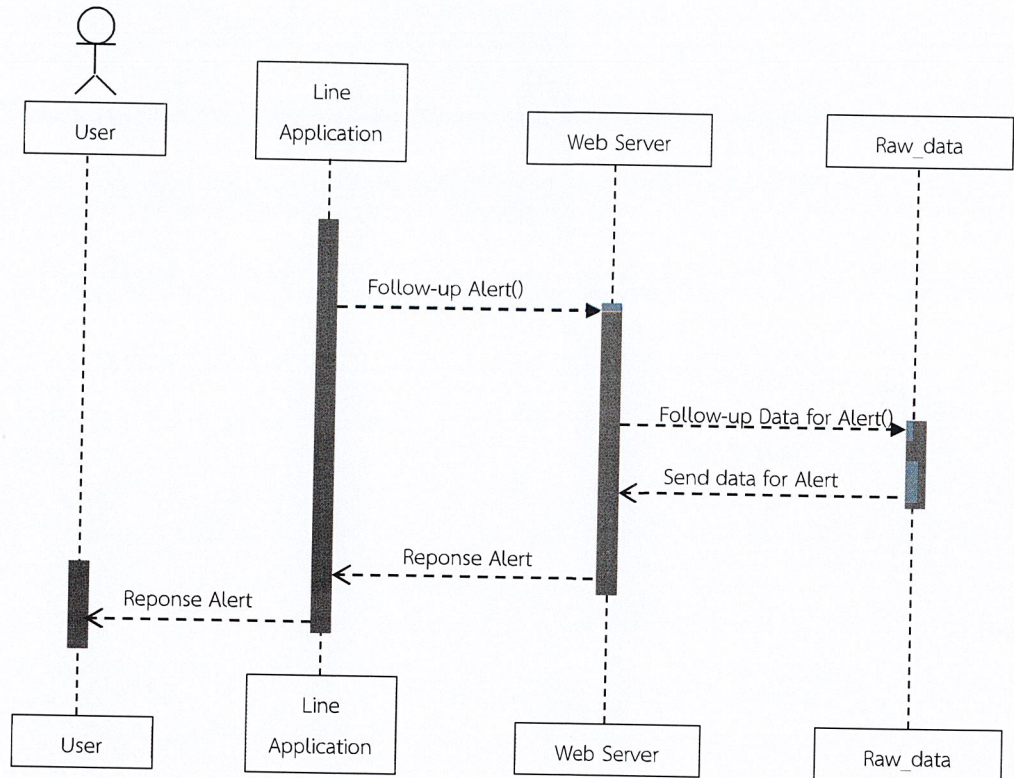 User
Line
Application
Web Server
Raw_data
Follow-up Alert()
Follow-up Data for Alert()
Send data for Alert
Reponse Alert
Reponse Alert
User
Line
Application
Web Server
Raw_data